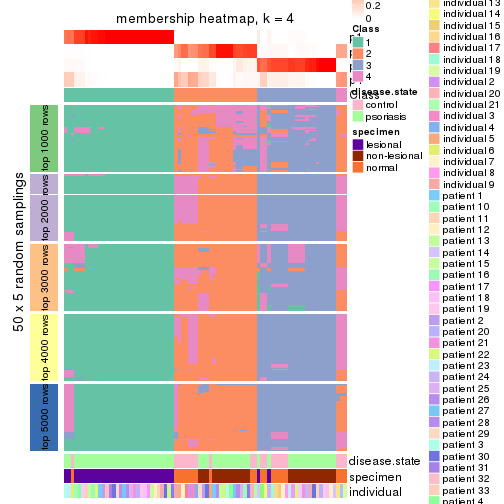 membership heatmap, k = 4
0.2
0
Class
1
2
3
4
Class
disease.state
control
psoriasis
specimen
lesional
non-lesional
normal
50 x 5 random samplings
top 1000 rows
top 2000 rows
top 3000 rows
top 4000 rows
top 5000 rows
disease.state
specimen
individual
individual 13
individual 14
individual 15
individual 16
individual 17
individual 18
individual 19
individual 2
individual 20
individual 21
individual 3
individual 4
individual 5
individual 6
individual 7
individual 8
individual 9
patient 1
patient 10
patient 11
patient 12
patient 13
patient 14
patient 15
patient 16
patient 17
patient 18
patient 19
patient 2
patient 20
patient 21
patient 22
patient 23
patient 24
patient 25
patient 26
patient 27
patient 28
patient 29
patient 3
patient 30
patient 31
patient 32
patient 33
patient 4